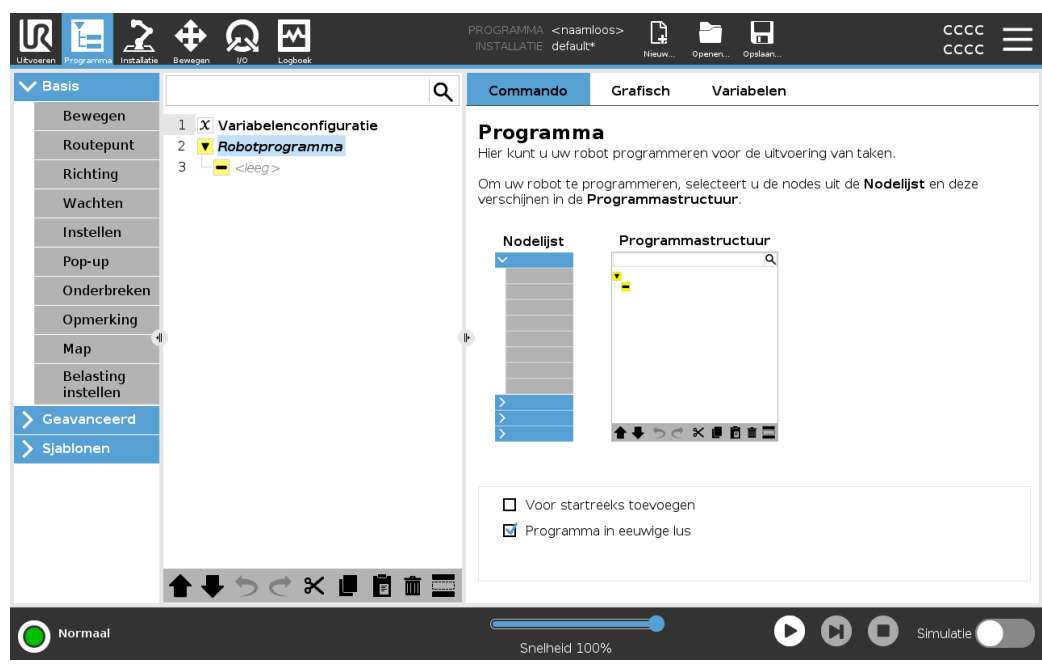 PROGRAMMA <naamloos>
INSTALLATIE default*
UR
Uitvoeren
Programma
Installatie
Bewegen
I/O
Logboek
Nieuw...
Openen...
Opslaan...
cccc
cccc
Basis
Bewegen
Routepunt
Richting
Wachten
Instellen
Pop-up
Onderbreken
Opmerking
Map
Belasting
instellen
Geavanceerd
Sjablonen
1 X Variabelenconfiguratie
2 Robotprogramma
3 <leeg>
Commando
Grafisch
Variabelen
Programma
Hier kunt u uw robot programmeren voor de uitvoering van taken.
Om uw robot te programmeren, selecteert u de nodes uit de Nodelijst en deze
verschijnen in de Programmastructuur.
Nodelijst
Programmastructuur
Voor startreeks toevoegen
Programma in eeuwige lus
Normaal
Snelheid 100%
Simulatie